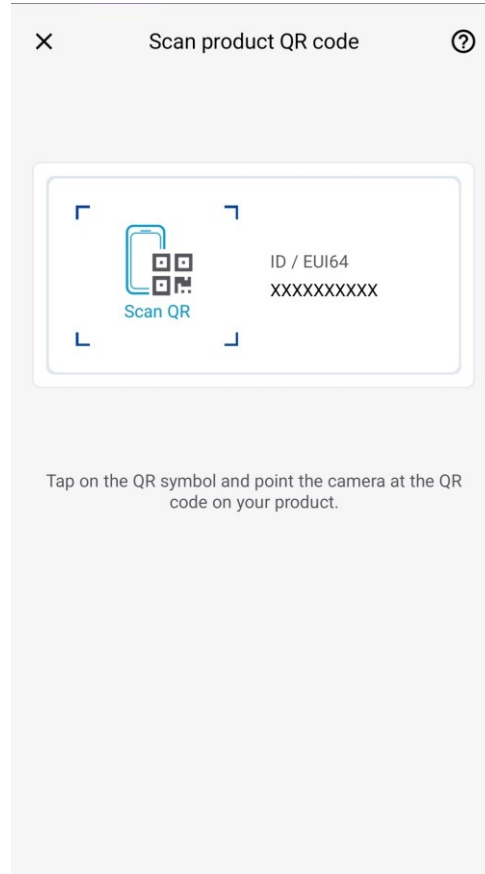 Scan product QR code
Scan QR
ID / EUI64
XXXXXXXXXX
Tap on the QR symbol and point the camera at the QR
code on your product.